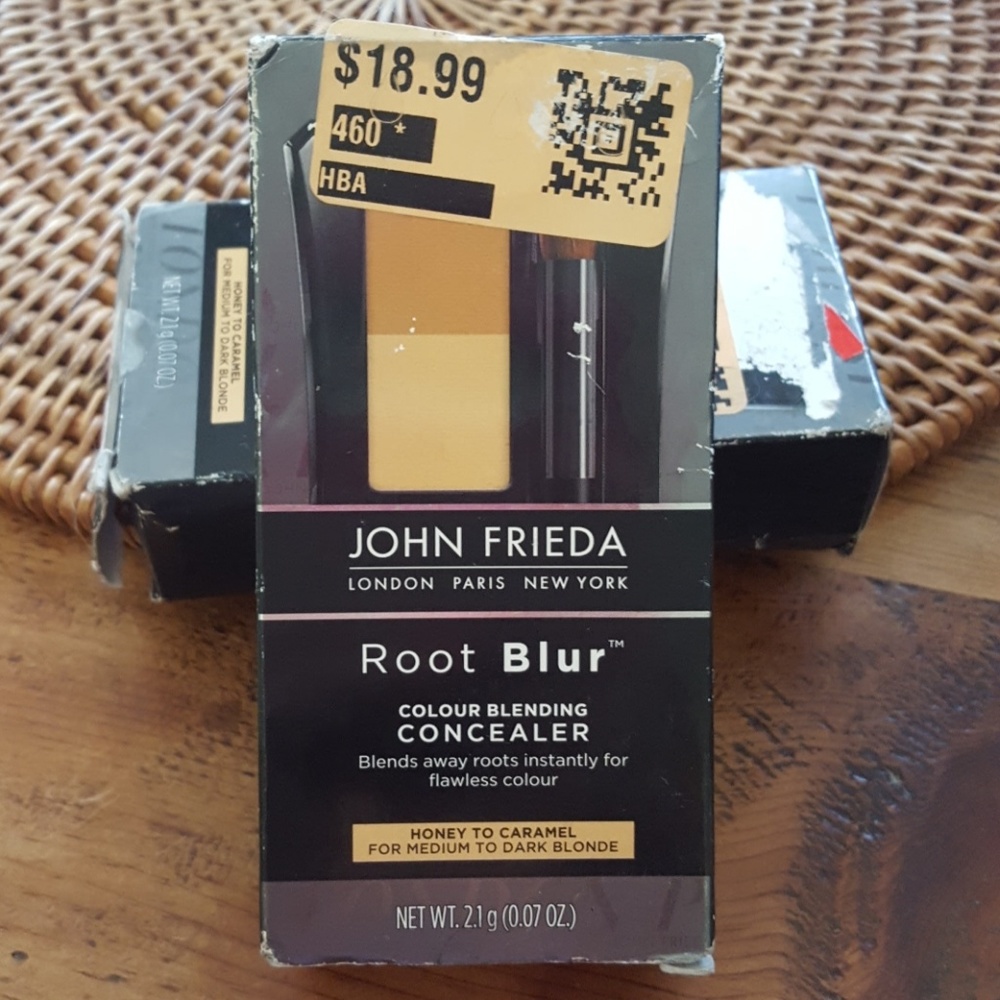 $18.99
460 *
HBA
HONEY TO CARAMEL
FOR MEDIUM TO DARK BLONDE
NET WT. 2.1 g (0.07 OZ.)
JOHN FRIEDA
LONDON PARIS NEW YORK
Root Blur™
COLOUR BLENDING
CONCEALER
Blends away roots instantly for
flawless colour
HONEY TO CARAMEL
FOR MEDIUM TO DARK BLONDE
NET WT. 2.1 g (0.07 OZ.)